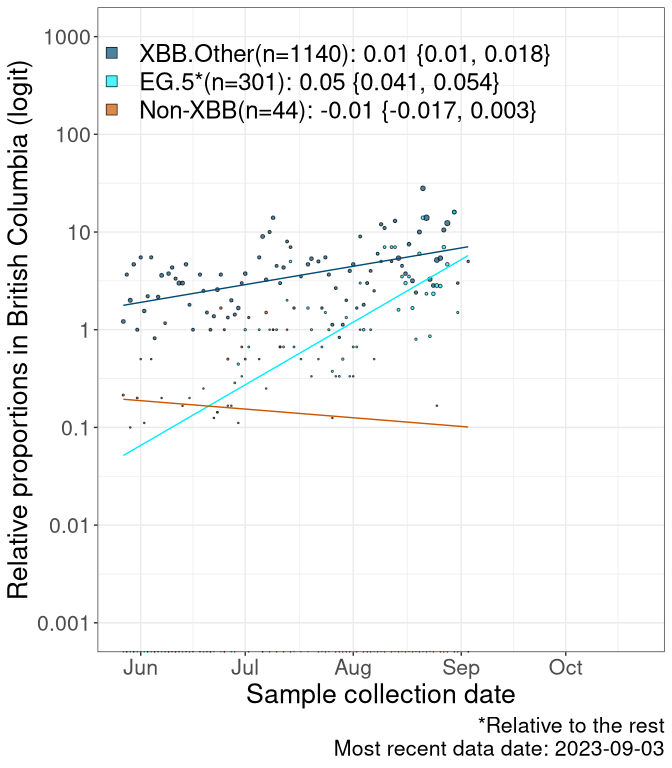 1000
100
10
1
0.1
0.01
0.001
Relative proportions in British Columbia (logit)
XBB.Other(n=1140): 0.01 {0.01, 0.018}
EG.5*(n=301): 0.05 {0.041, 0.054}
Non-XBB(n=44): -0.01 {-0.017, 0.003}
Jun Jul Aug Sep Oct
Sample collection date
*Relative to the rest
Most recent data date: 2023-09-03